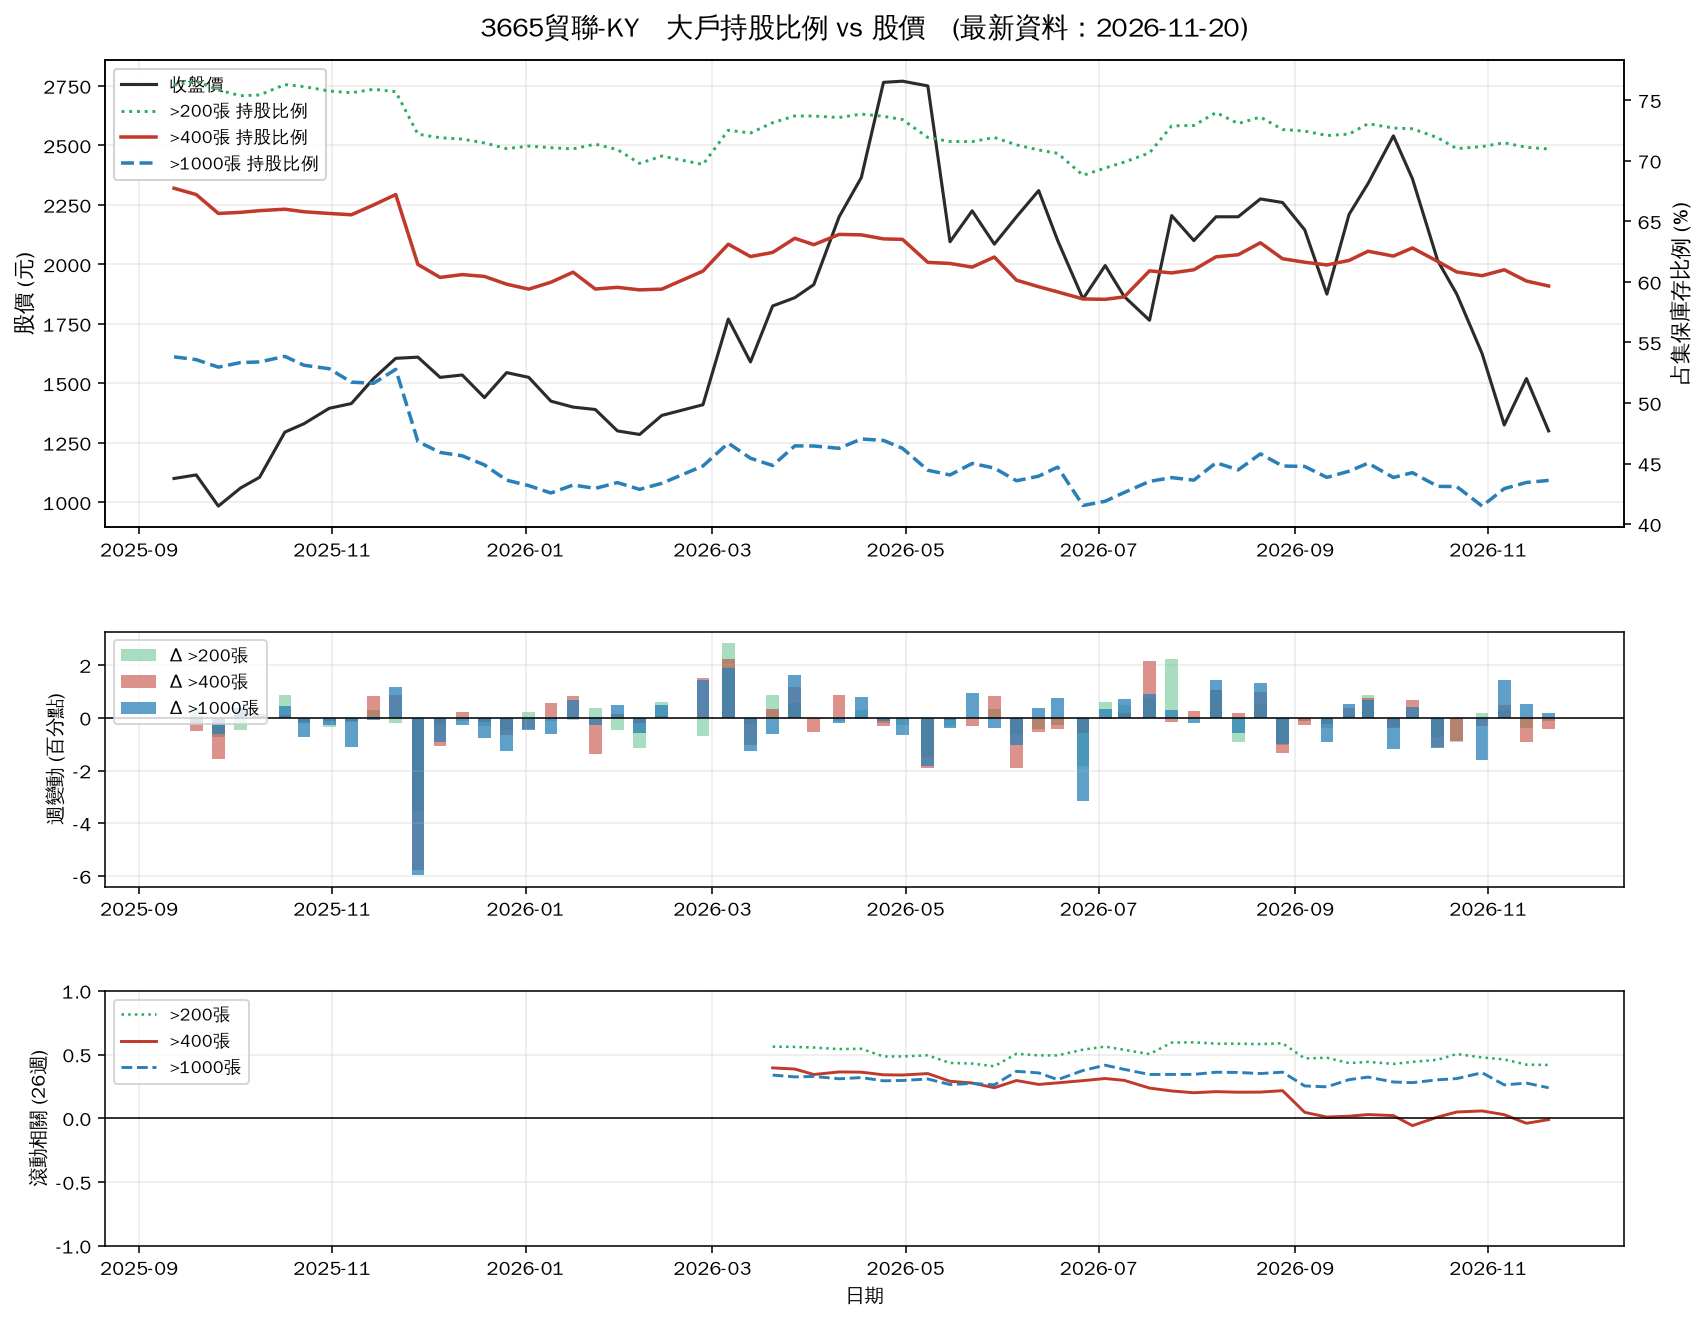 3665貿聯-KY　大戶持股比例 vs 股價　(最新資料：2026-11-20)
收盤價
>200張 持股比例
>400張 持股比例
>1000張 持股比例
股價 (元)
2750
2500
2250
2000
1750
1500
1250
1000
占集保庫存比例 (%)
75
70
65
60
55
50
45
40
2025-09 2025-11 2026-01 2026-03 2026-05 2026-07 2026-09 2026-11
Δ >200張
Δ >400張
Δ >1000張
週變動 (百分點)
2
0
-2
-4
-6
2025-09 2025-11 2026-01 2026-03 2026-05 2026-07 2026-09 2026-11
>200張
>400張
>1000張
滾動相關 (26週)
1.0
0.5
0.0
-0.5
-1.0
2025-09 2025-11 2026-01 2026-03 2026-05 2026-07 2026-09 2026-11
日期